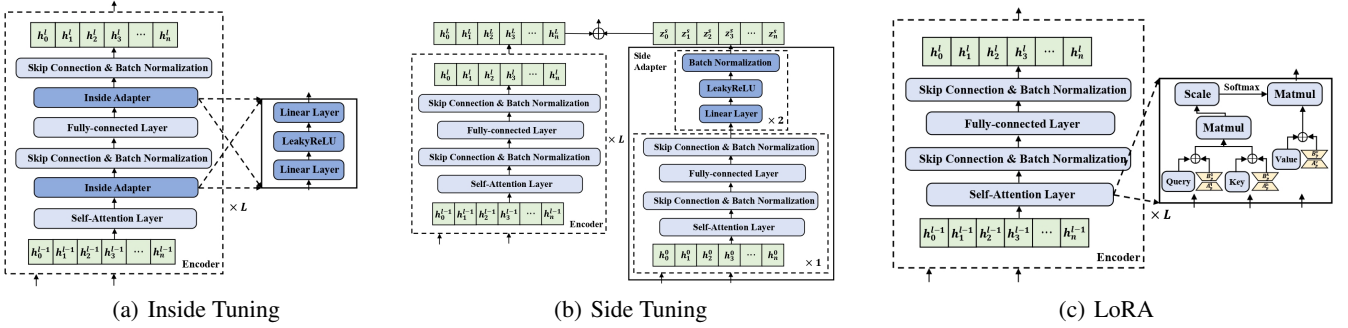 h_0^l h_1^l h_2^l h_3^l ... h_n^l
Skip Connection & Batch Normalization
Inside Adapter
Fully-connected Layer
Skip Connection & Batch Normalization
Inside Adapter
Self-Attention Layer
× L
h_0^{l-1} h_1^{l-1} h_2^{l-1} h_3^{l-1} ... h_n^{l-1}
Encoder
Linear Layer
LeakyReLU
Linear Layer
(a) Inside Tuning
h_0^l h_1^l h_2^l h_3^l ... h_n^l
z_0^s z_1^s z_2^s z_3^s ... z_n^s
h_0^l h_1^l h_2^l h_3^l ... h_n^l
Skip Connection & Batch Normalization
Fully-connected Layer
× L
Skip Connection & Batch Normalization
Self-Attention Layer
h_0^{l-1} h_1^{l-1} h_2^{l-1} h_3^{l-1} ... h_n^{l-1}
Encoder
Side
Adapter
Batch Normalization
LeakyReLU
Linear Layer
× 2
Skip Connection & Batch Normalization
Fully-connected Layer
Skip Connection & Batch Normalization
Self-Attention Layer
h_0^0 h_1^0 h_2^0 h_3^0 ... h_n^0
× 1
(b) Side Tuning
h_0^l h_1^l h_2^l h_3^l ... h_n^l
Skip Connection & Batch Normalization
Fully-connected Layer
Skip Connection & Batch Normalization
Self-Attention Layer
× L
h_0^{l-1} h_1^{l-1} h_2^{l-1} h_3^{l-1} ... h_n^{l-1}
Encoder
Scale Softmax Matmul
Matmul
Value
Query
Key
(c) LoRA